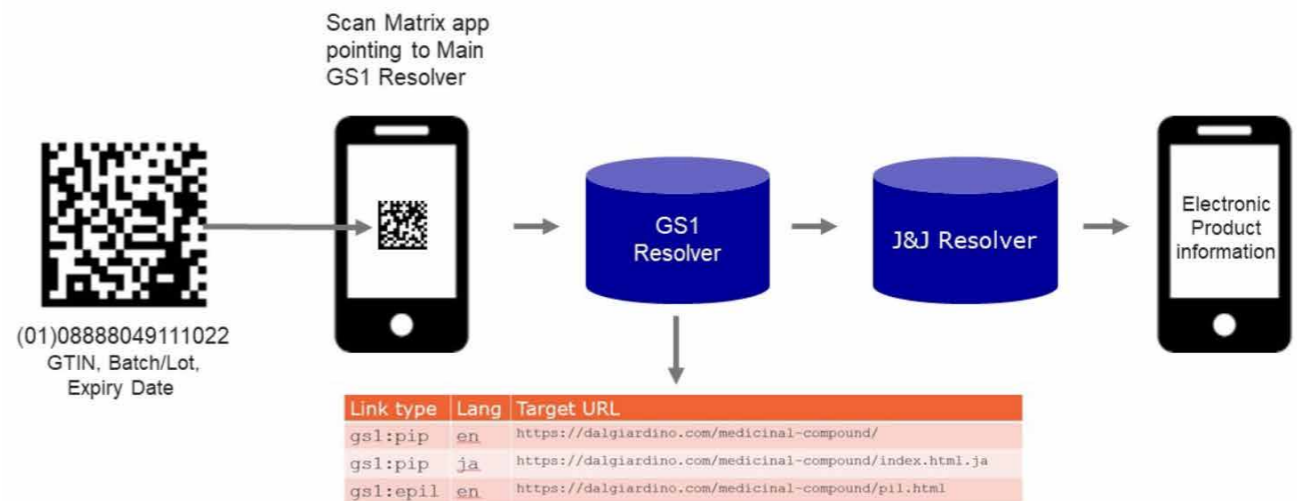 Scan Matrix app
pointing to Main
GS1 Resolver
(01)08888049111022
GTIN, Batch/Lot,
Expiry Date
GS1
Resolver
J&J Resolver
Electronic
Product
information
Link type Lang Target URL
gs1:pip en https://dalgiardino.com/medicinal-compound/
gs1:pip ja https://dalgiardino.com/medicinal-compound/index.html.ja
gs1:epil en https://dalgiardino.com/medicinal-compound/pil.html